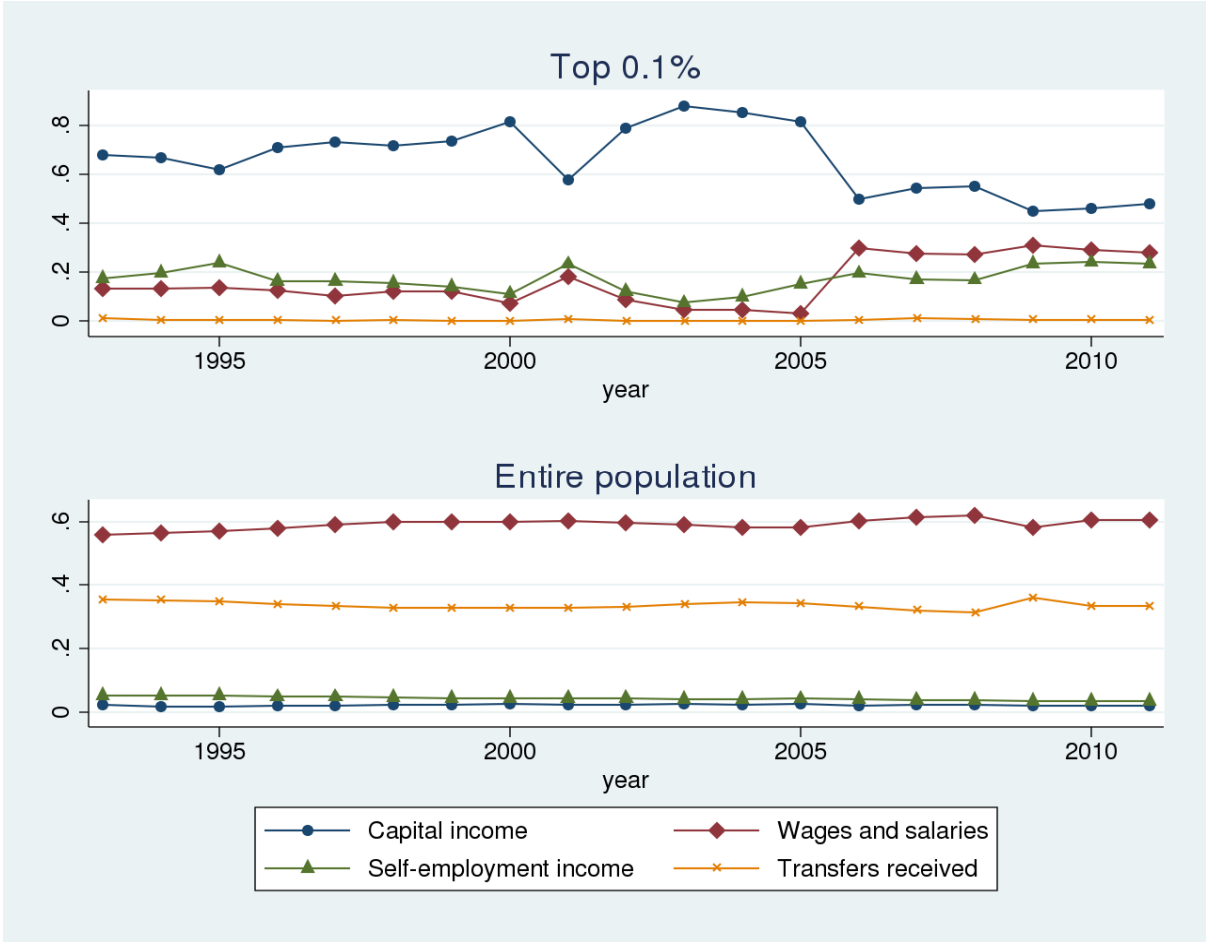 Top 0.1%
.8
.6
.4
.2
0
1995 2000 2005 2010
year
Entire population
.6
.4
.2
0
1995 2000 2005 2010
year
Capital income Wages and salaries
Self-employment income Transfers received